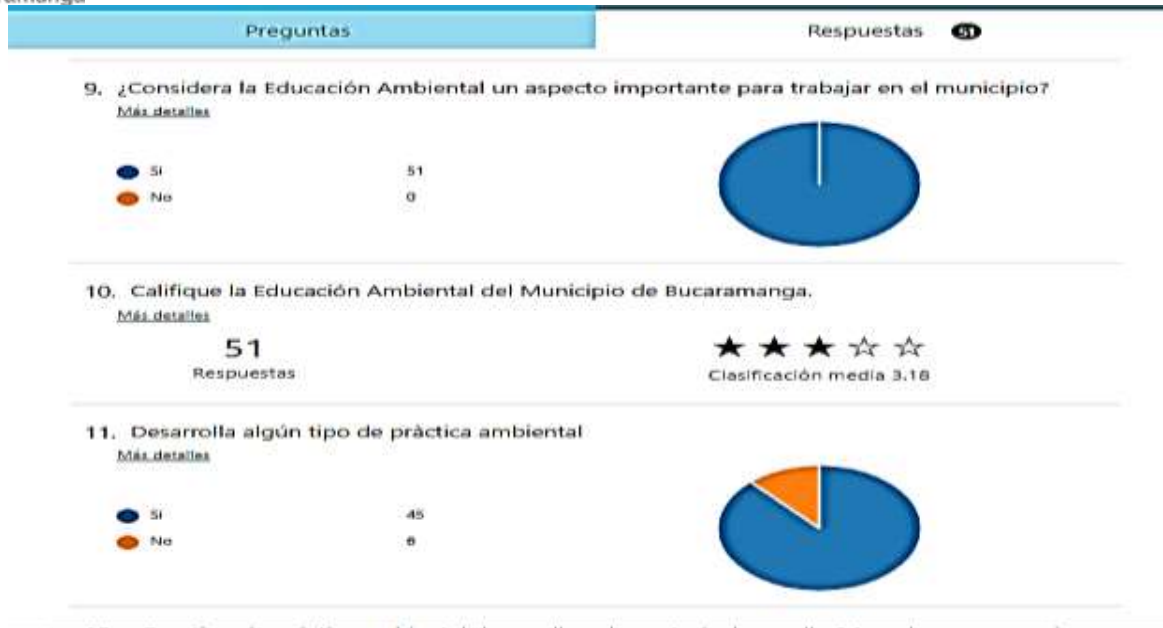 Preguntas
Respuestas 51
9. ¿Considera la Educación Ambiental un aspecto importante para trabajar en el municipio?
Más detalles
Si 51
No 0
10. Califique la Educación Ambiental del Municipio de Bucaramanga.
Más detalles
51
Respuestas
Clasificación media 3.18
11. Desarrolla algún tipo de pràctica ambiental
Más detalles
Si 45
No 6